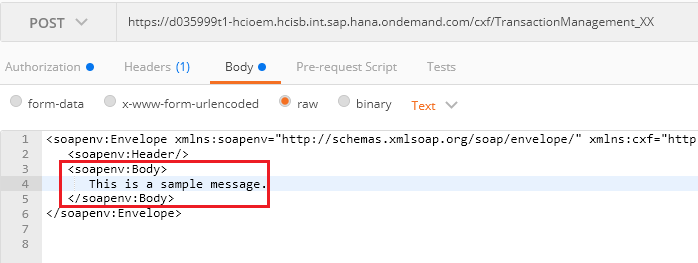 POST https://d035999t1-hcioem.hcisb.int.sap.hana.ondemand.com/cxf/TransactionManagement_XX
Authorization Headers (1) Body Pre-request Script Tests
form-data x-www-form-urlencoded raw binary Text
1 <soapenv:Envelope xmlns:soapenv="http://schemas.xmlsoap.org/soap/envelope/" xmlns:cxf="http
2 <soapenv:Header/>
3 <soapenv:Body>
4 This is a sample message.
5 </soapenv:Body>
6 </soapenv:Envelope>
7
8